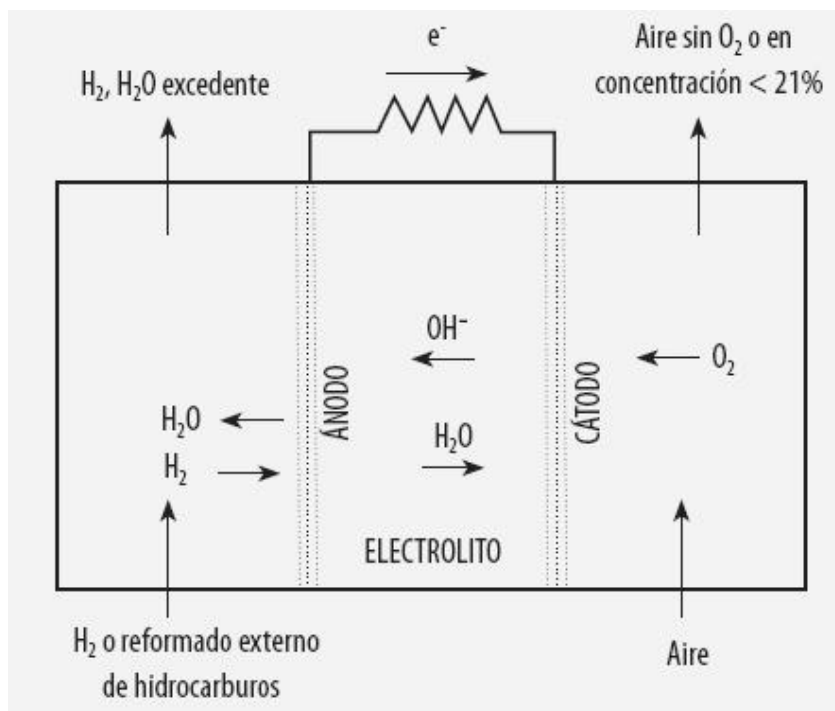 e⁻
H₂, H₂O excedente
Aire sin O₂ o en
concentración < 21%
OH⁻
O₂
ÁNODO
CÁTODO
H₂O
H₂O
H₂
ELECTROLITO
H₂ o reformado externo
de hidrocarburos
Aire